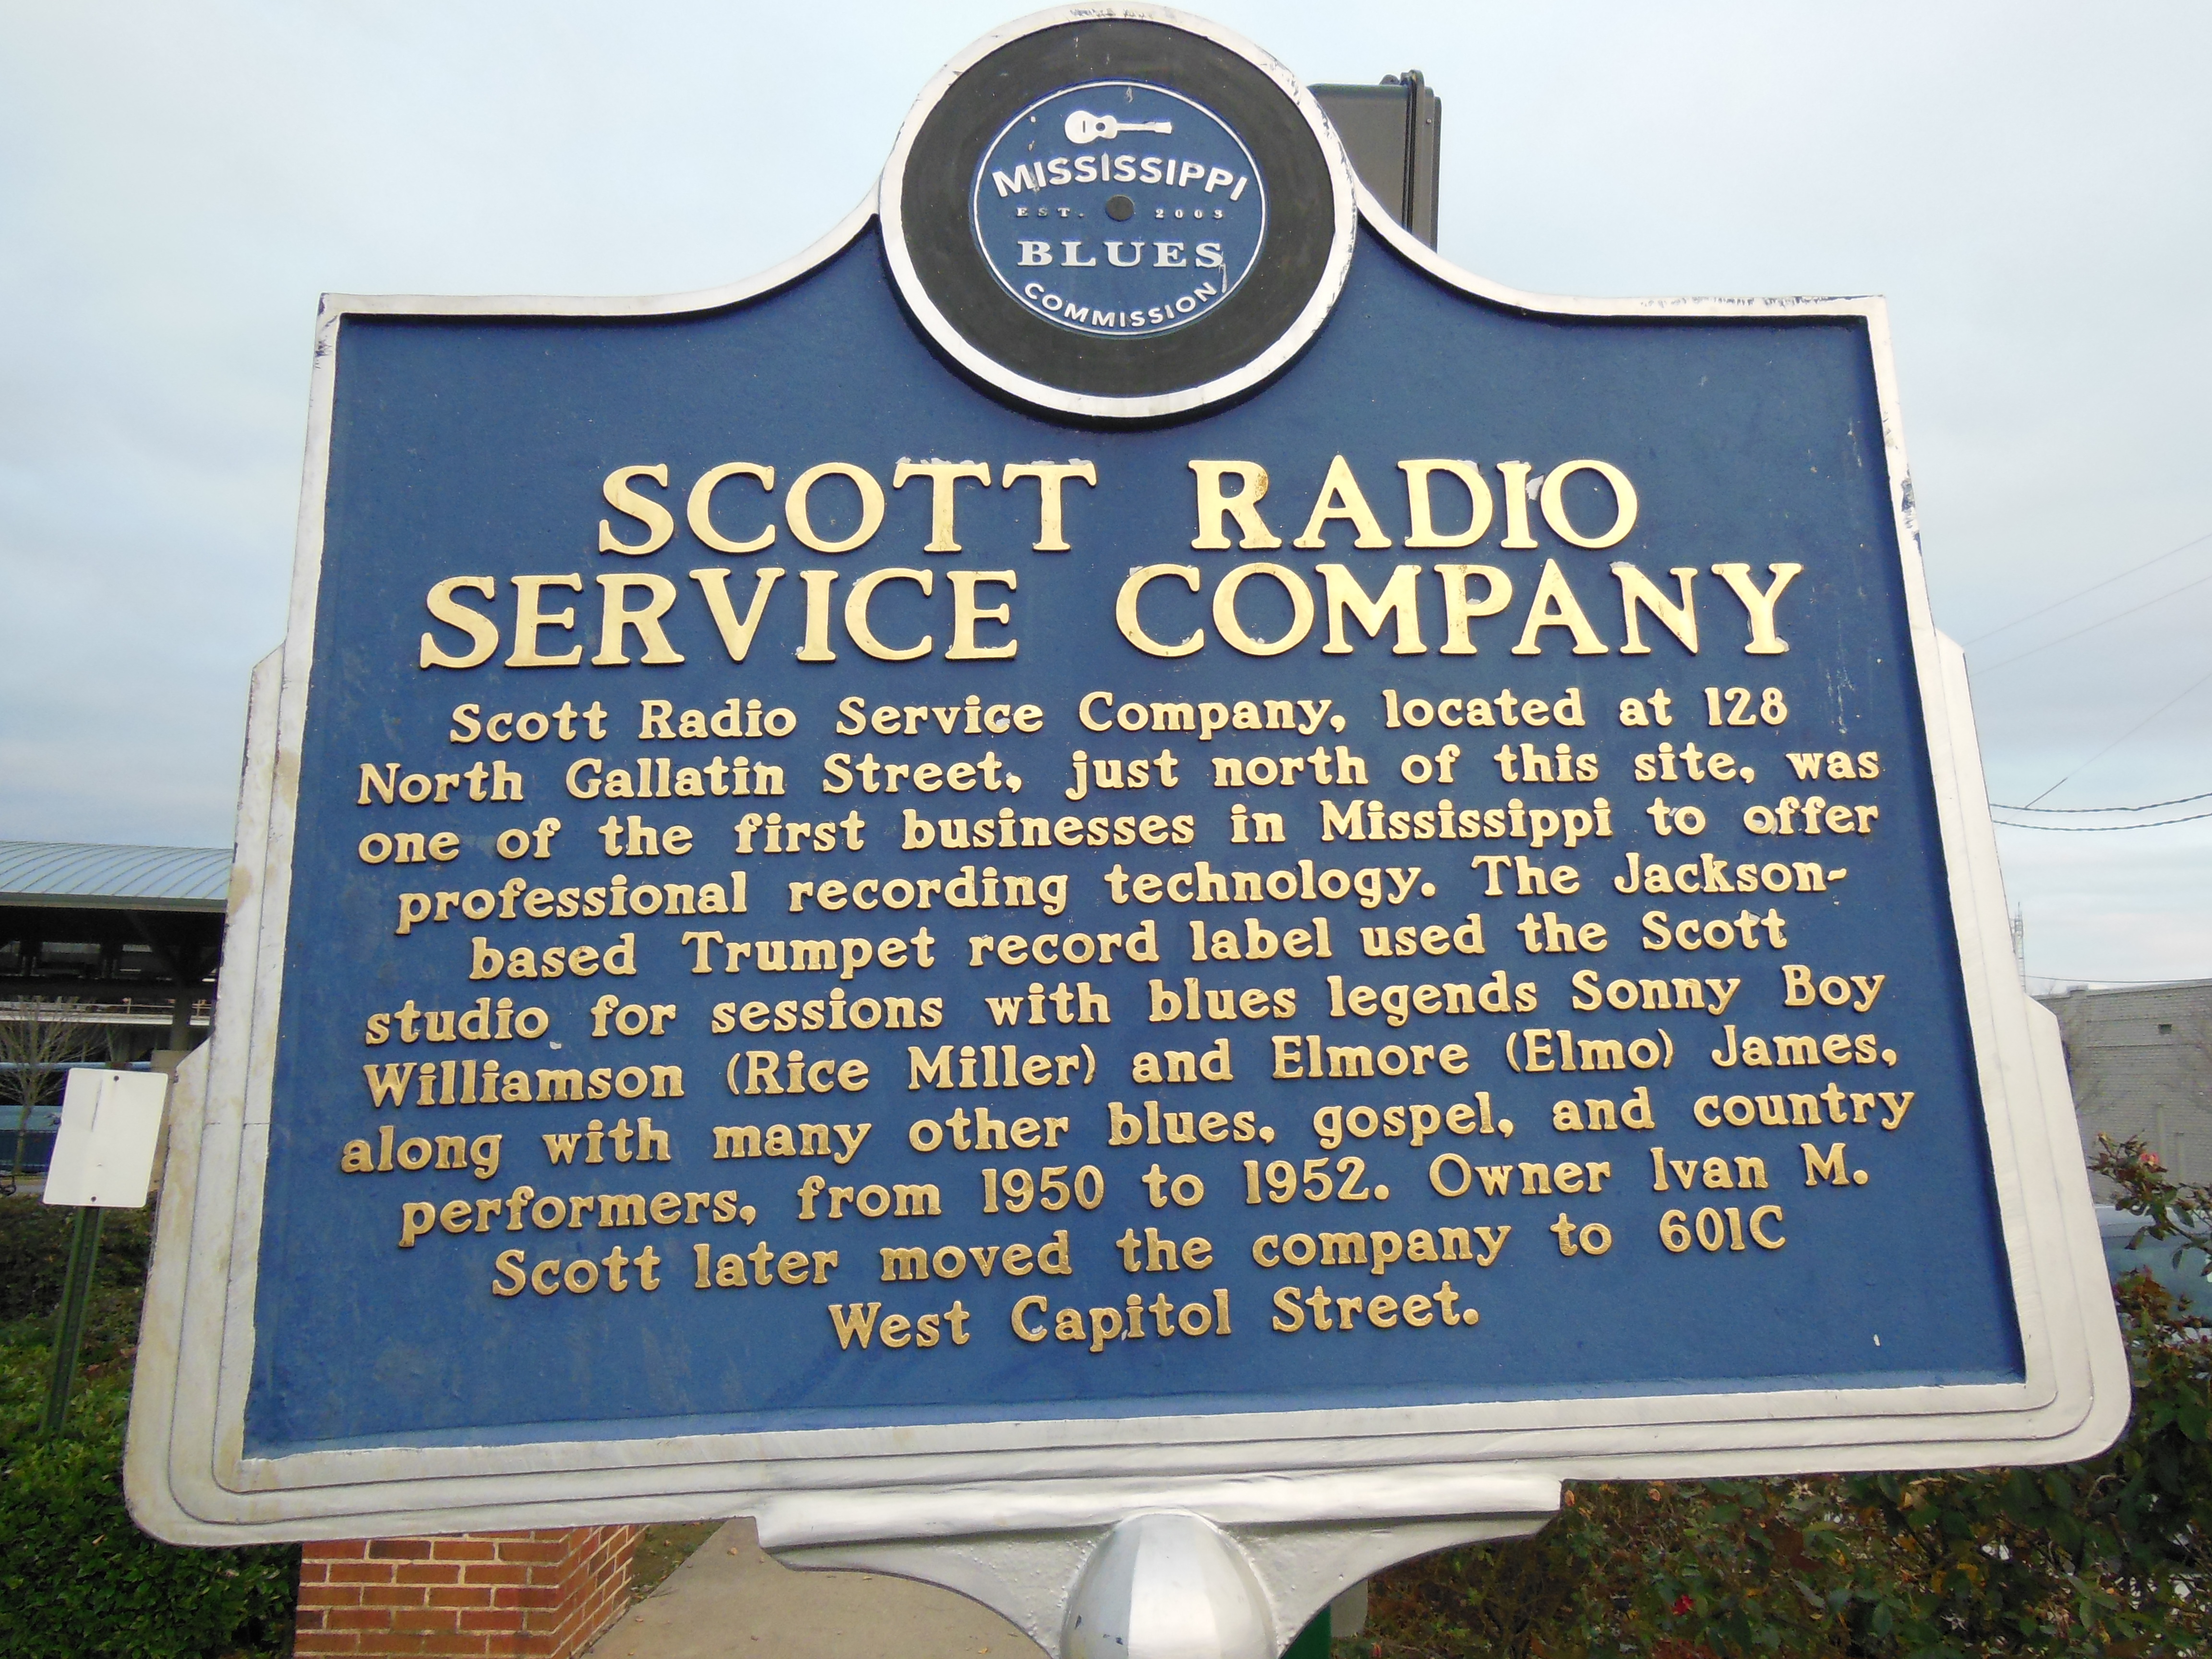 MISSISSIPPI
EST. 2003
BLUES
COMMISSION
SCOTT RADIO
SERVICE COMPANY
Scott Radio Service Company, located at 128
North Gallatin Street, just north of this site, was
one of the first businesses in Mississippi to offer
professional recording technology. The Jackson-
based Trumpet record label used the Scott
studio for sessions with blues legends Sonny Boy
Williamson (Rice Miller) and Elmore (Elmo) James,
along with many other blues, gospel, and country
performers, from 1950 to 1952. Owner Ivan M.
Scott later moved the company to 601C
West Capitol Street.